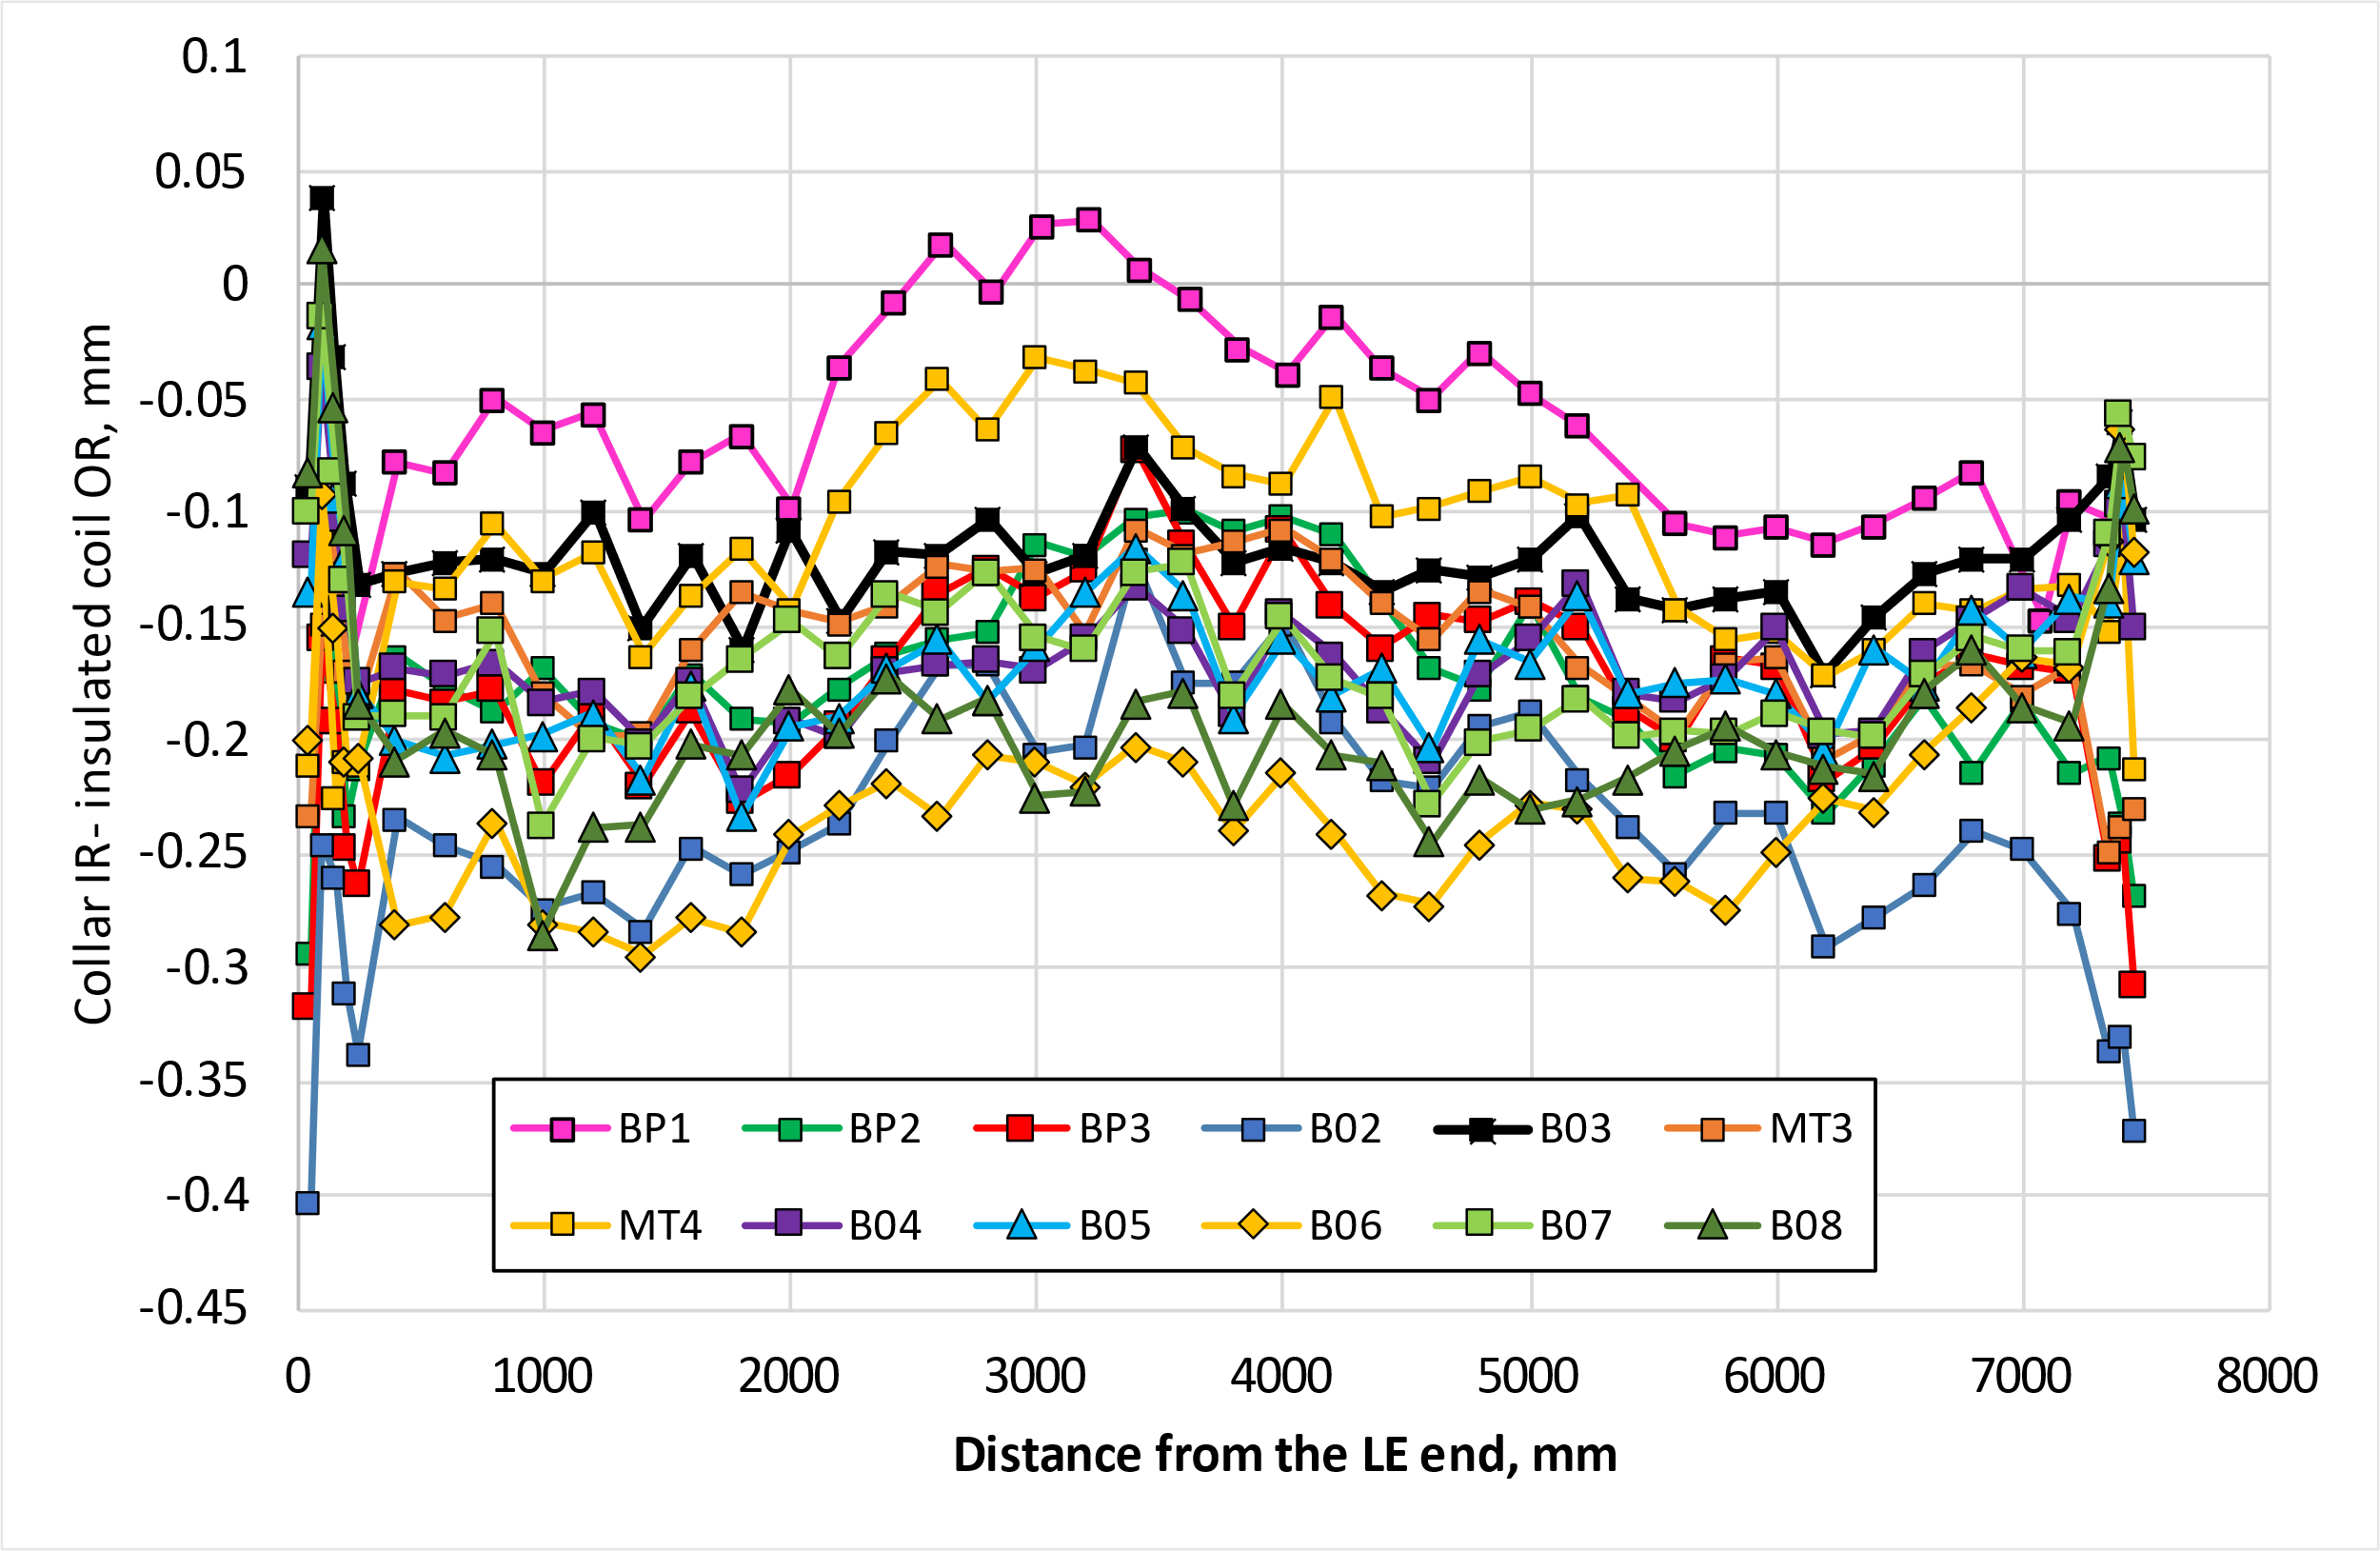 0.1
0.05
0
-0.05
-0.1
-0.15
-0.2
-0.25
-0.3
-0.35
-0.4
-0.45
Collar IR- insulated coil OR, mm
BP1 BP2 BP3 B02 B03 MT3
MT4 B04 B05 B06 B07 B08
0 1000 2000 3000 4000 5000 6000 7000 8000
Distance from the LE end, mm